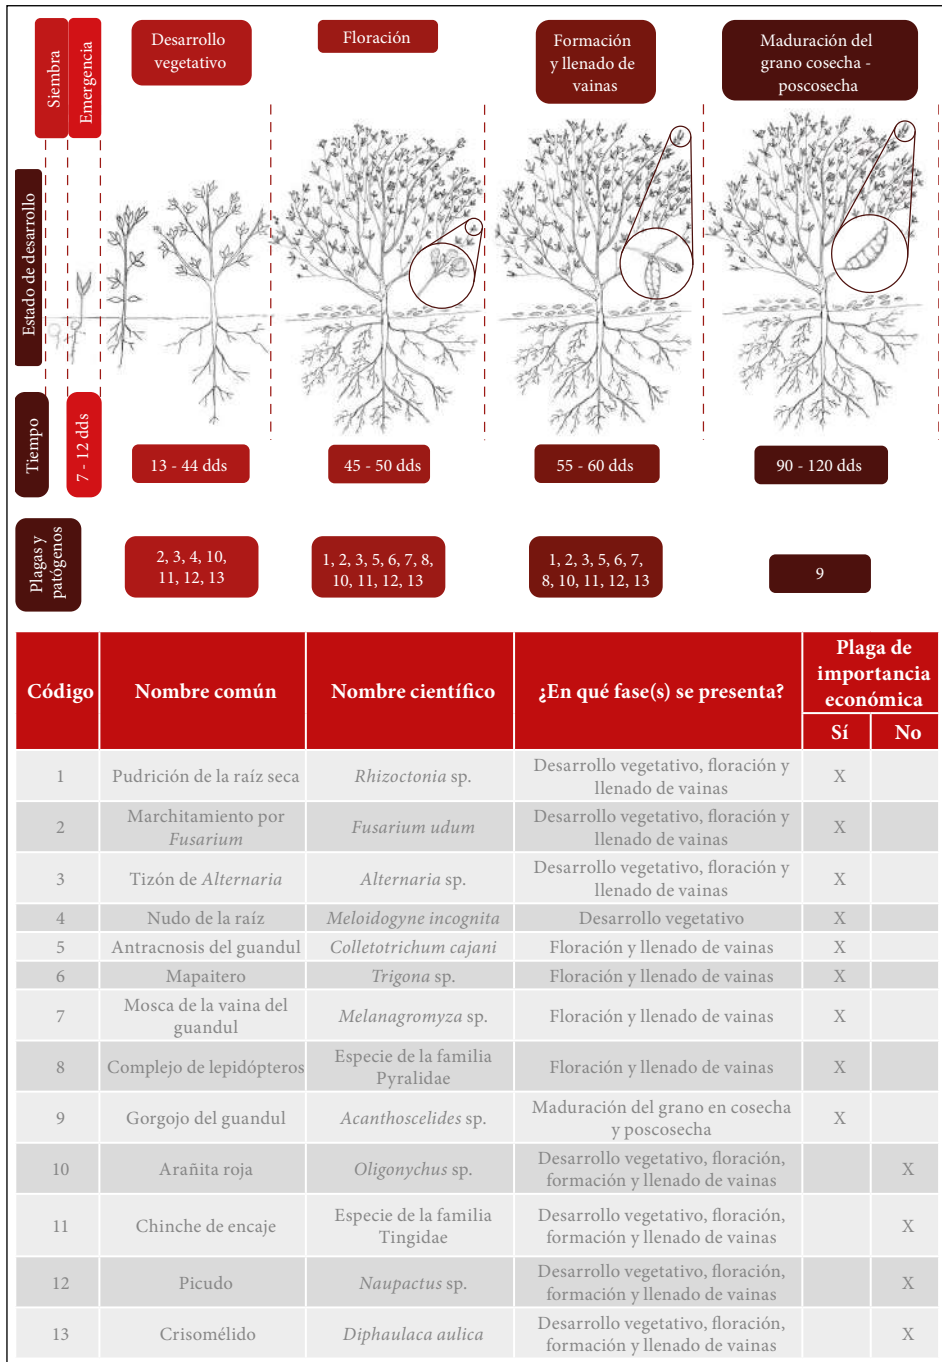 Siembra
Emergencia
Desarrollo
vegetativo
Floración
Formación
y llenado de
vainas
Maduración del
grano cosecha -
poscosecha
Estado de desarrollo
Tiempo
7 - 12 dds
13 - 44 dds
45 - 50 dds
55 - 60 dds
90 - 120 dds
Plagas y
patógenos
2, 3, 4, 10,
11, 12, 13
1, 2, 3, 5, 6, 7, 8,
10, 11, 12, 13
1, 2, 3, 5, 6, 7,
8, 10, 11, 12, 13
9
Código
Nombre común
Nombre científico
¿En qué fase(s) se presenta?
Plaga de
importancia
económica
Sí
No
1
Pudrición de la raíz seca
Rhizoctonia sp.
Desarrollo vegetativo, floración y
llenado de vainas
X
2
Marchitamiento por
Fusarium
Fusarium udum
Desarrollo vegetativo, floración y
llenado de vainas
X
3
Tizón de Alternaria
Alternaria sp.
Desarrollo vegetativo, floración y
llenado de vainas
X
4
Nudo de la raíz
Meloidogyne incognita
Desarrollo vegetativo
X
5
Antracnosis del guandul
Colletotrichum cajani
Floración y llenado de vainas
X
6
Mapaitero
Trigona sp.
Floración y llenado de vainas
X
7
Mosca de la vaina del
guandul
Melanagromyza sp.
Floración y llenado de vainas
X
8
Complejo de lepidópteros
Especie de la familia
Pyralidae
Floración y llenado de vainas
X
9
Gorgojo del guandul
Acanthoscelides sp.
Maduración del grano en cosecha
y poscosecha
X
10
Arañita roja
Oligonychus sp.
Desarrollo vegetativo, floración,
formación y llenado de vainas
X
11
Chinche de encaje
Especie de la familia
Tingidae
Desarrollo vegetativo, floración,
formación y llenado de vainas
X
12
Picudo
Naupactus sp.
Desarrollo vegetativo, floración,
formación y llenado de vainas
X
13
Crisomélido
Diphaulaca aulica
Desarrollo vegetativo, floración,
formación y llenado de vainas
X